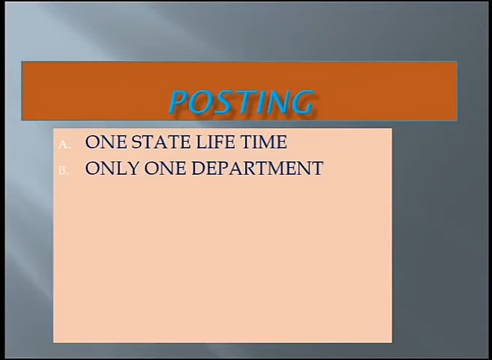 POSTING
A. ONE STATE LIFE TIME
B. ONLY ONE DEPARTMENT